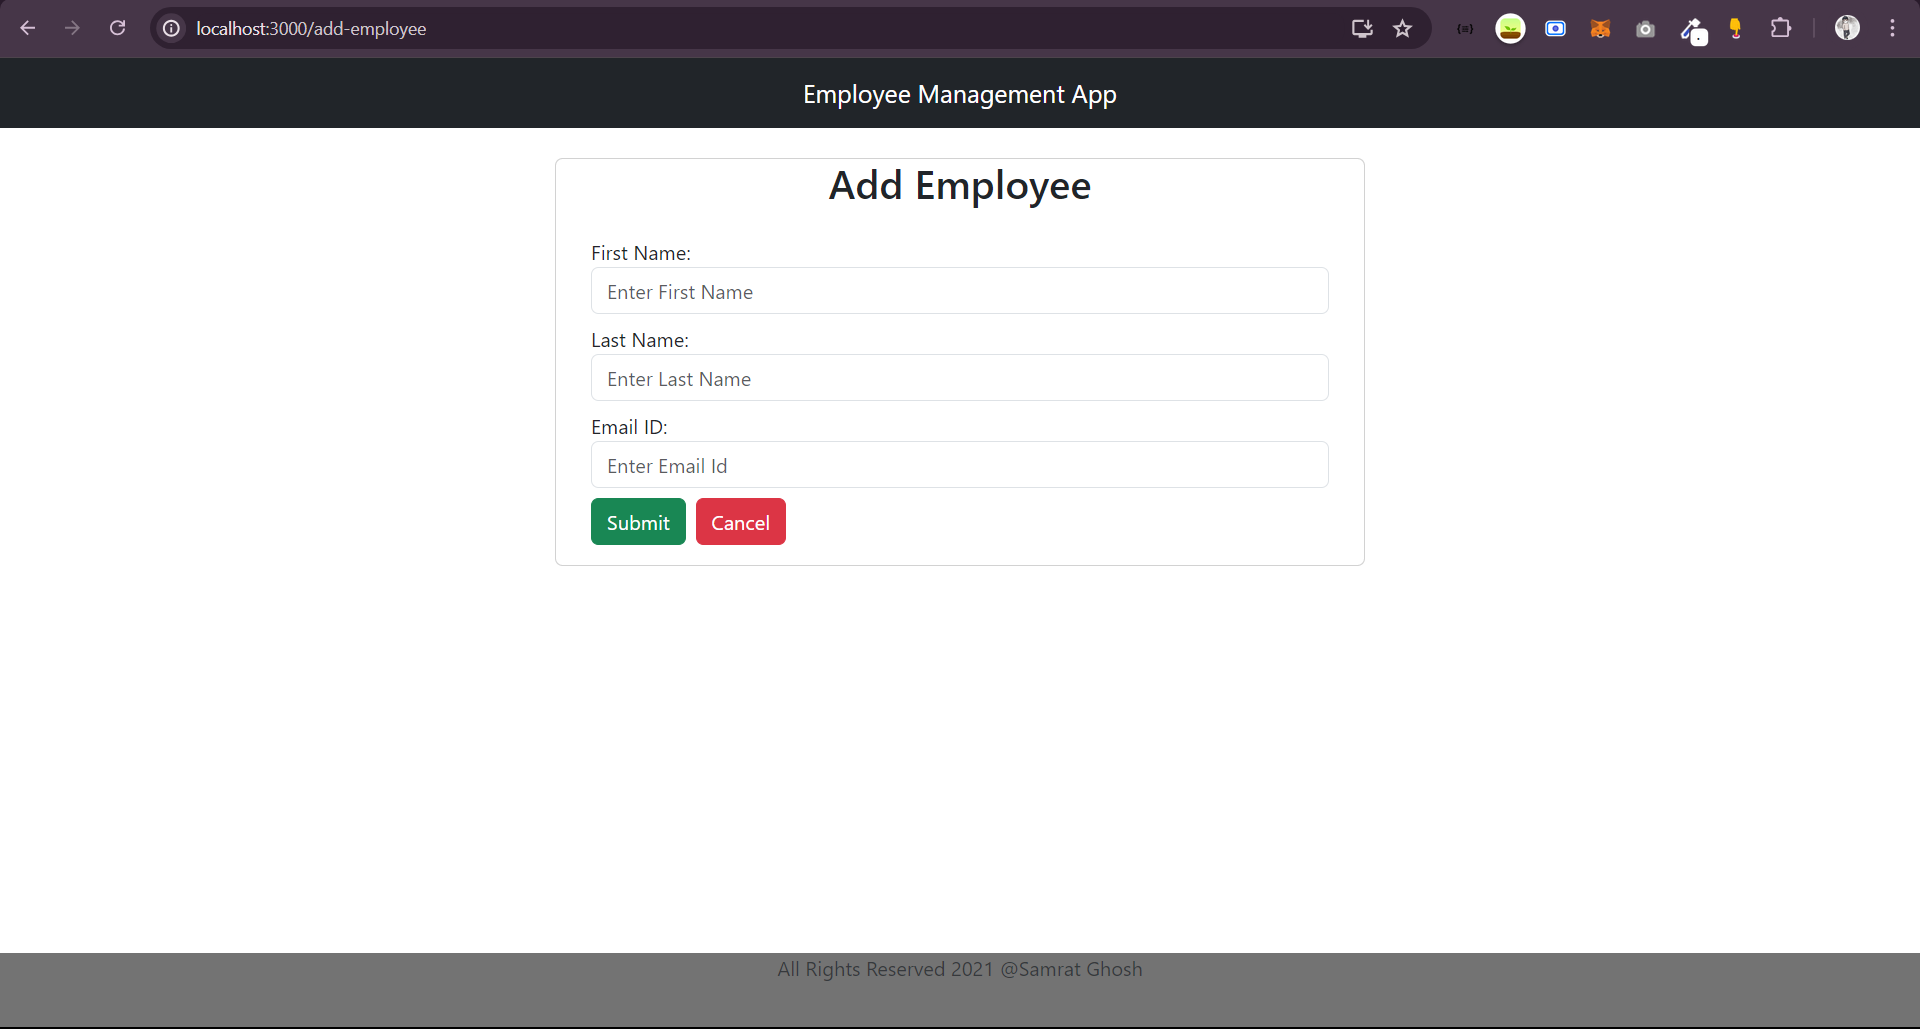 localhost:3000/add-employee
Employee Management App
Add Employee
First Name:
Enter First Name
Last Name:
Enter Last Name
Email ID:
Enter Email Id
Submit Cancel
All Rights Reserved 2021 @Samrat Ghosh